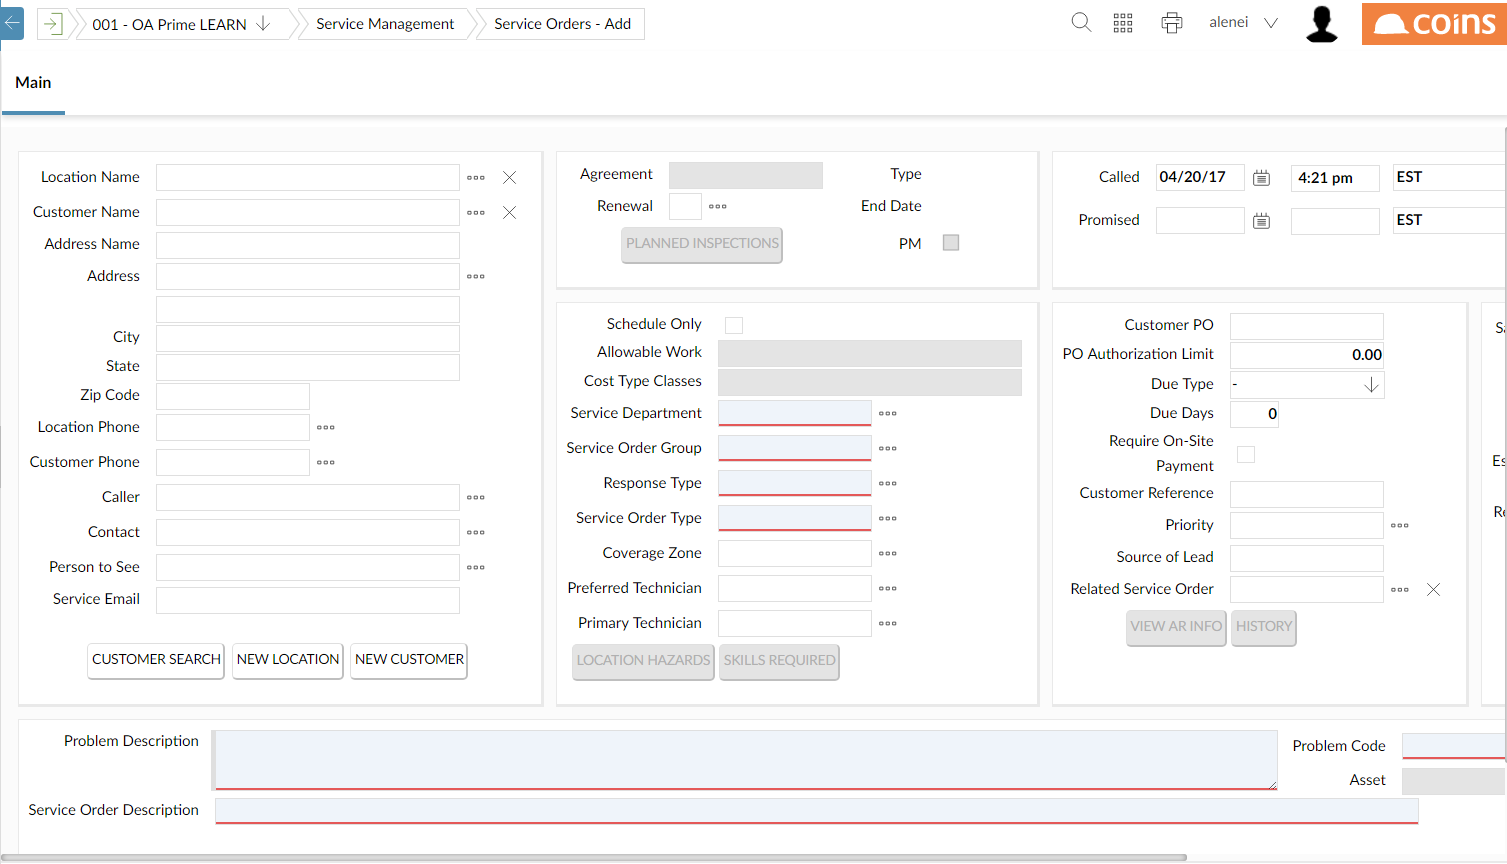 001 - OA Prime LEARN
Service Management
Service Orders - Add
alenei
coins
Main
Location Name
Customer Name
Address Name
Address
City
State
Zip Code
Location Phone
Customer Phone
Caller
Contact
Person to See
Service Email
CUSTOMER SEARCH
NEW LOCATION
NEW CUSTOMER
Agreement
Type
Renewal
End Date
PLANNED INSPECTIONS
PM
Called
04/20/17
4:21 pm
EST
Promised
EST
Schedule Only
Allowable Work
Cost Type Classes
Service Department
Service Order Group
Response Type
Service Order Type
Coverage Zone
Preferred Technician
Primary Technician
LOCATION HAZARDS
SKILLS REQUIRED
Customer PO
PO Authorization Limit
0.00
Due Type
-
Due Days
0
Require On-Site
Payment
Customer Reference
Priority
Source of Lead
Related Service Order
VIEW AR INFO
HISTORY
Problem Description
Problem Code
Asset
Service Order Description